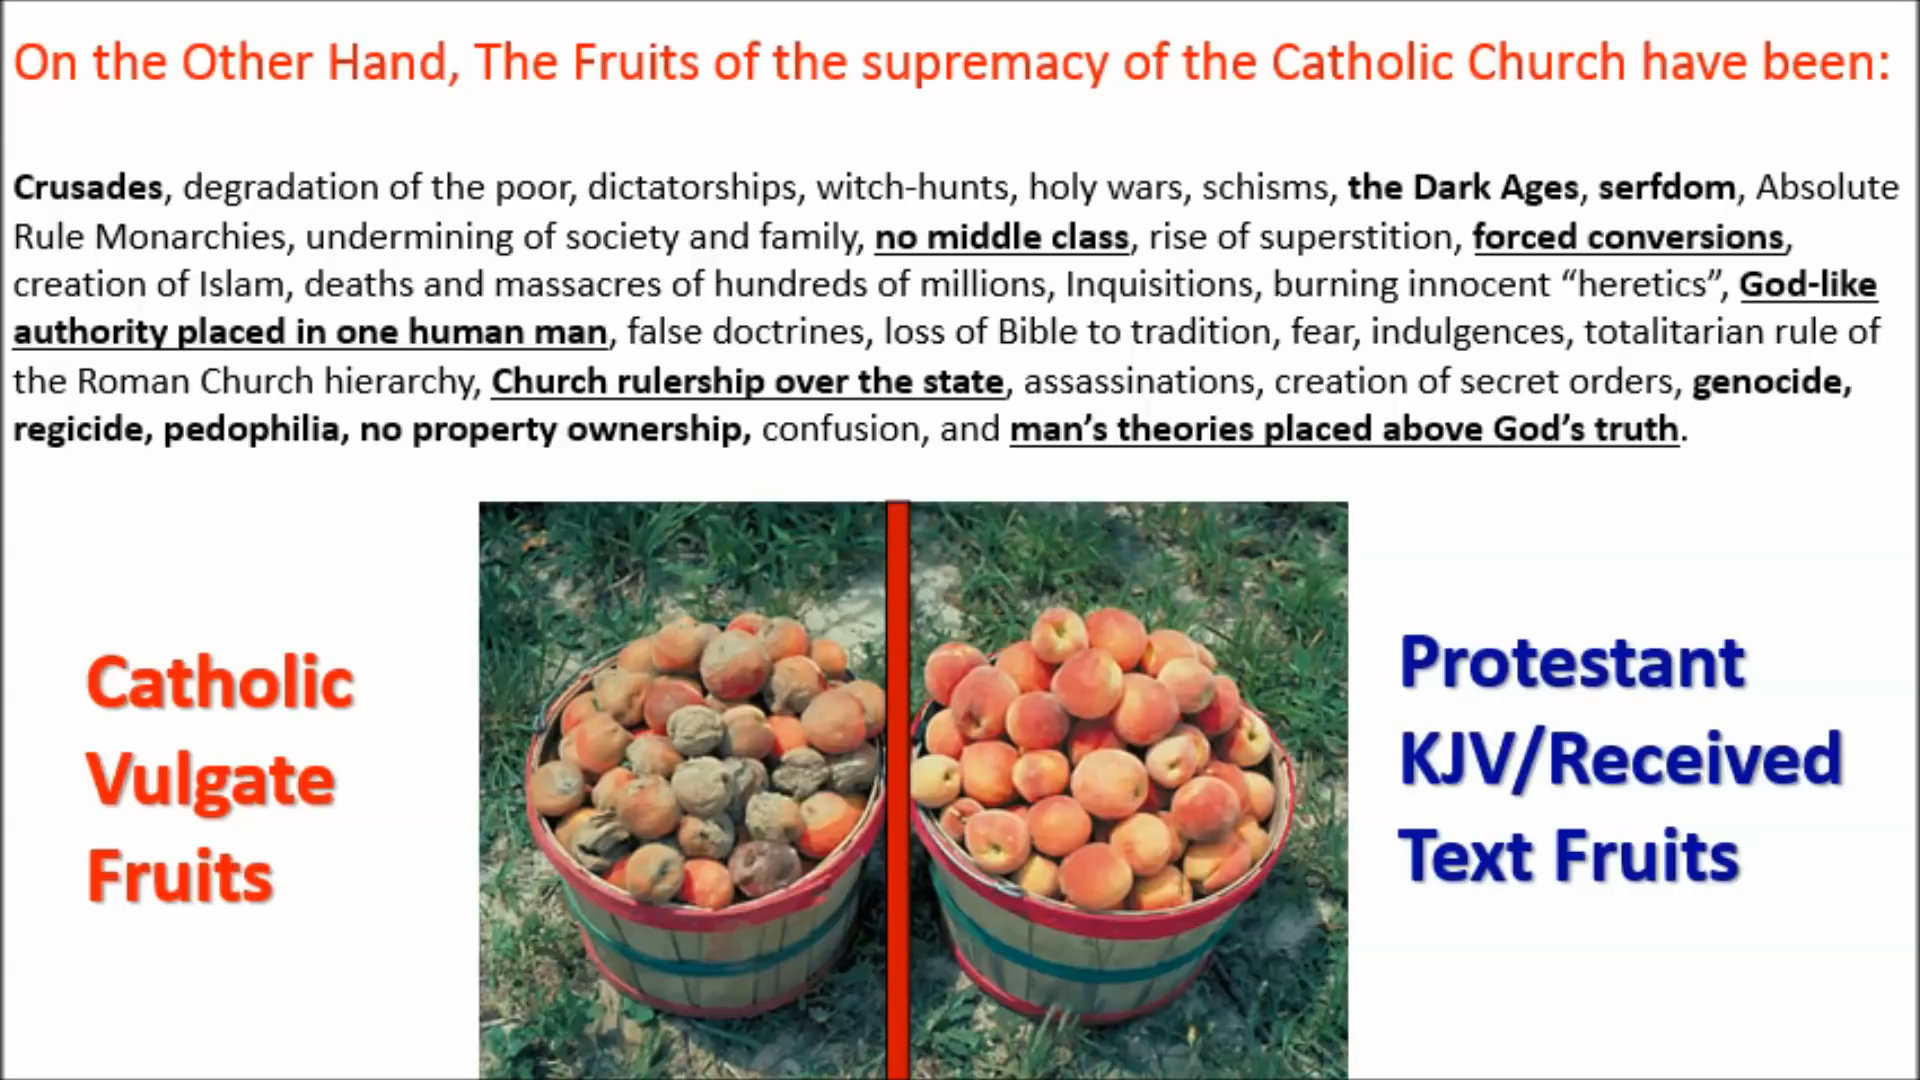 On the Other Hand, The Fruits of the supremacy of the Catholic Church have been:
Crusades, degradation of the poor, dictatorships, witch-hunts, holy wars, schisms, the Dark Ages, serfdom, Absolute
Rule Monarchies, undermining of society and family, no middle class, rise of superstition, forced conversions,
creation of Islam, deaths and massacres of hundreds of millions, Inquisitions, burning innocent “heretics”, God-like
authority placed in one human man, false doctrines, loss of Bible to tradition, fear, indulgences, totalitarian rule of
the Roman Church hierarchy, Church rulership over the state, assassinations, creation of secret orders, genocide,
regicide, pedophilia, no property ownership, confusion, and man’s theories placed above God’s truth.
Catholic
Vulgate
Fruits
Protestant
KJV/Received
Text Fruits